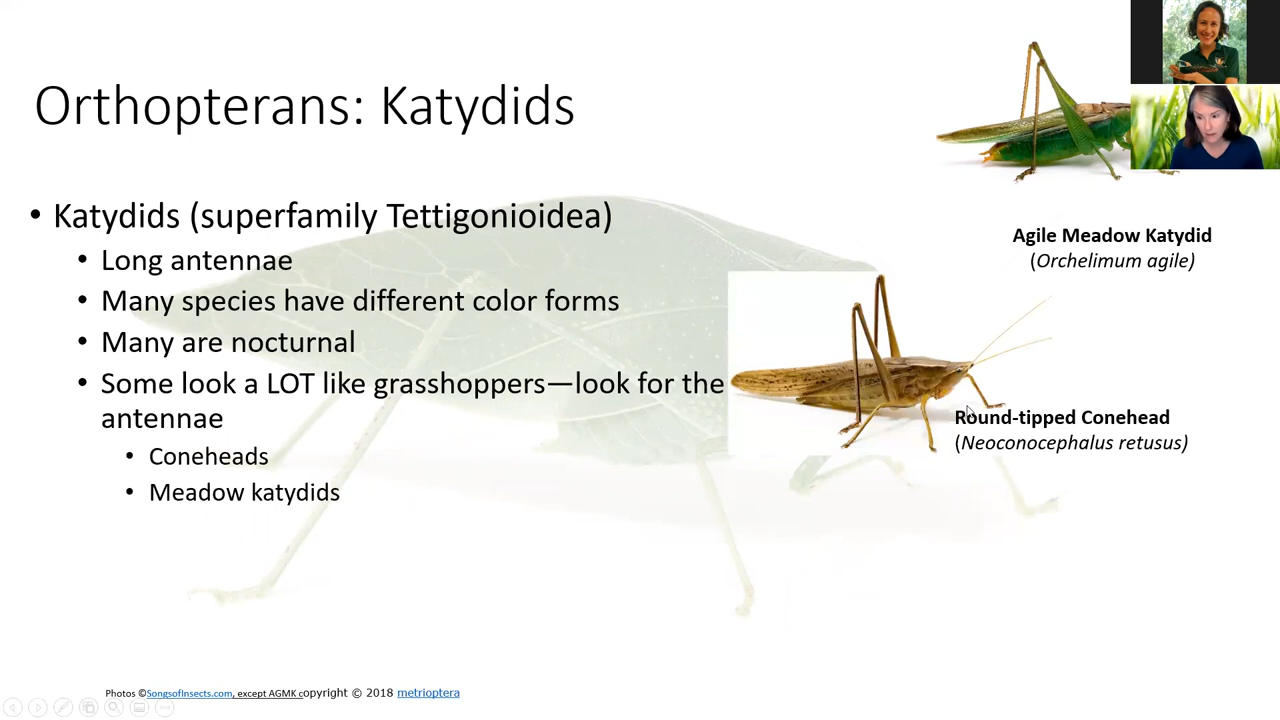 Orthopterans: Katydids
• Katydids (superfamily Tettigonioidea)
• Long antennae
• Many species have different color forms
• Many are nocturnal
• Some look a LOT like grasshoppers—look for the
antennae
• Coneheads
• Meadow katydids
Agile Meadow Katydid
(Orchelimum agile)
Round-tipped Conehead
(Neoconocephalus retusus)
Photos ©SongsofInsects.com, except AGMK copyright © 2018 metrioptera